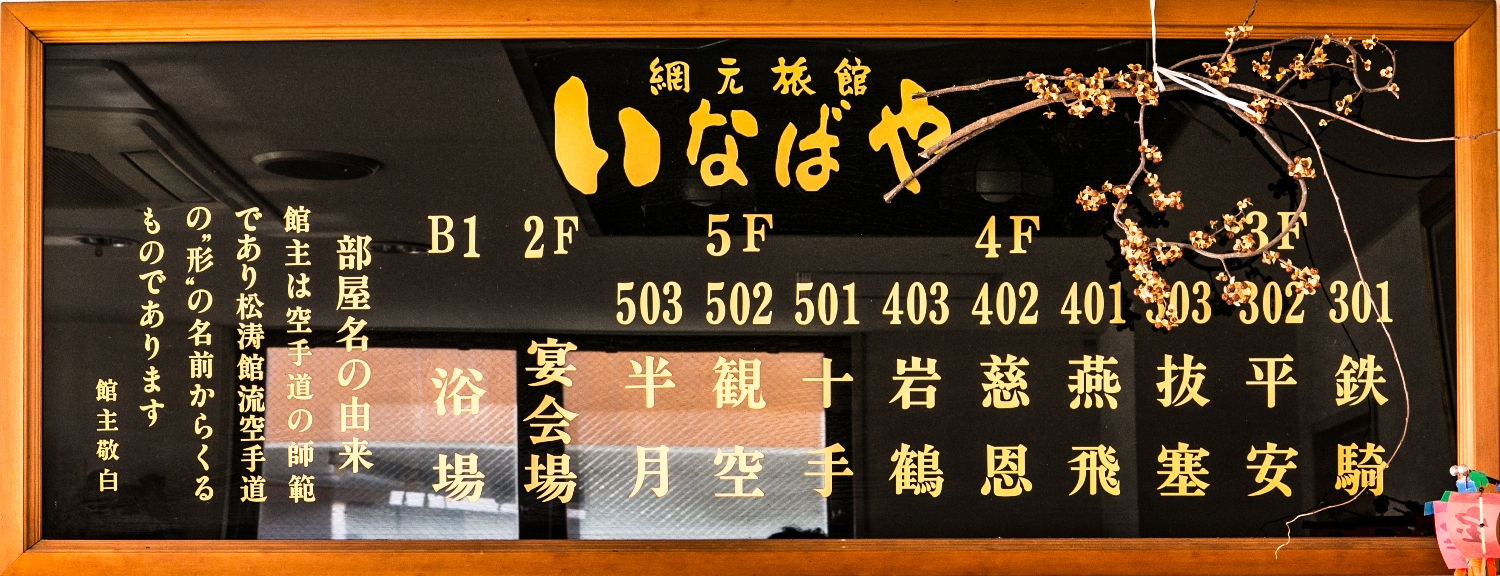 網元旅館
いなばや
3F
301 鉄騎
302 平安
303 抜塞
4F
401 燕飛
402 慈恩
403 岩鶴
5F
501 十手
502 観空
503 半月
2F
宴会場
B1
浴場
部屋名の由来
館主は空手道の師範
であり松涛館流空手道
の〝形〟の名前からくる
ものであります
館主敬白